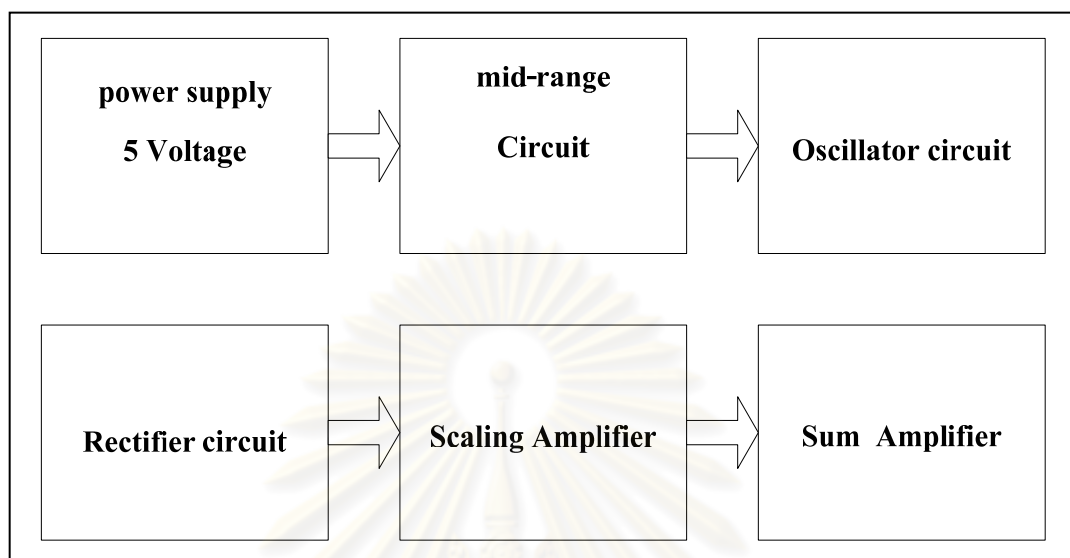 power supply
5 Voltage
mid-range
Circuit
Oscillator circuit
Rectifier circuit
Scaling Amplifier
Sum Amplifier